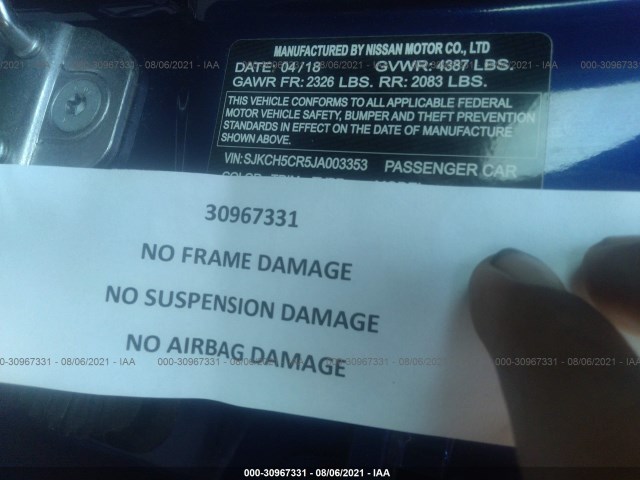 MANUFACTURED BY NISSAN MOTOR CO., LTD
DATE: 04/18 GVWR: 4387 LBS.
GAWR FR: 2326 LBS. RR: 2083 LBS.
THIS VEHICLE CONFORMS TO ALL APPLICABLE FEDERAL
MOTOR VEHICLE SAFETY, BUMPER AND THEFT PREVENTION
STANDARDS IN EFFECT ON THE DATE OF MANUFACTURE
SHOWN ABOVE.
VIN:SJKCH5CR5JA003353 PASSENGER CAR
30967331
NO FRAME DAMAGE
NO SUSPENSION DAMAGE
NO AIRBAG DAMAGE
000-30967331 - 08/06/2021 - IAA